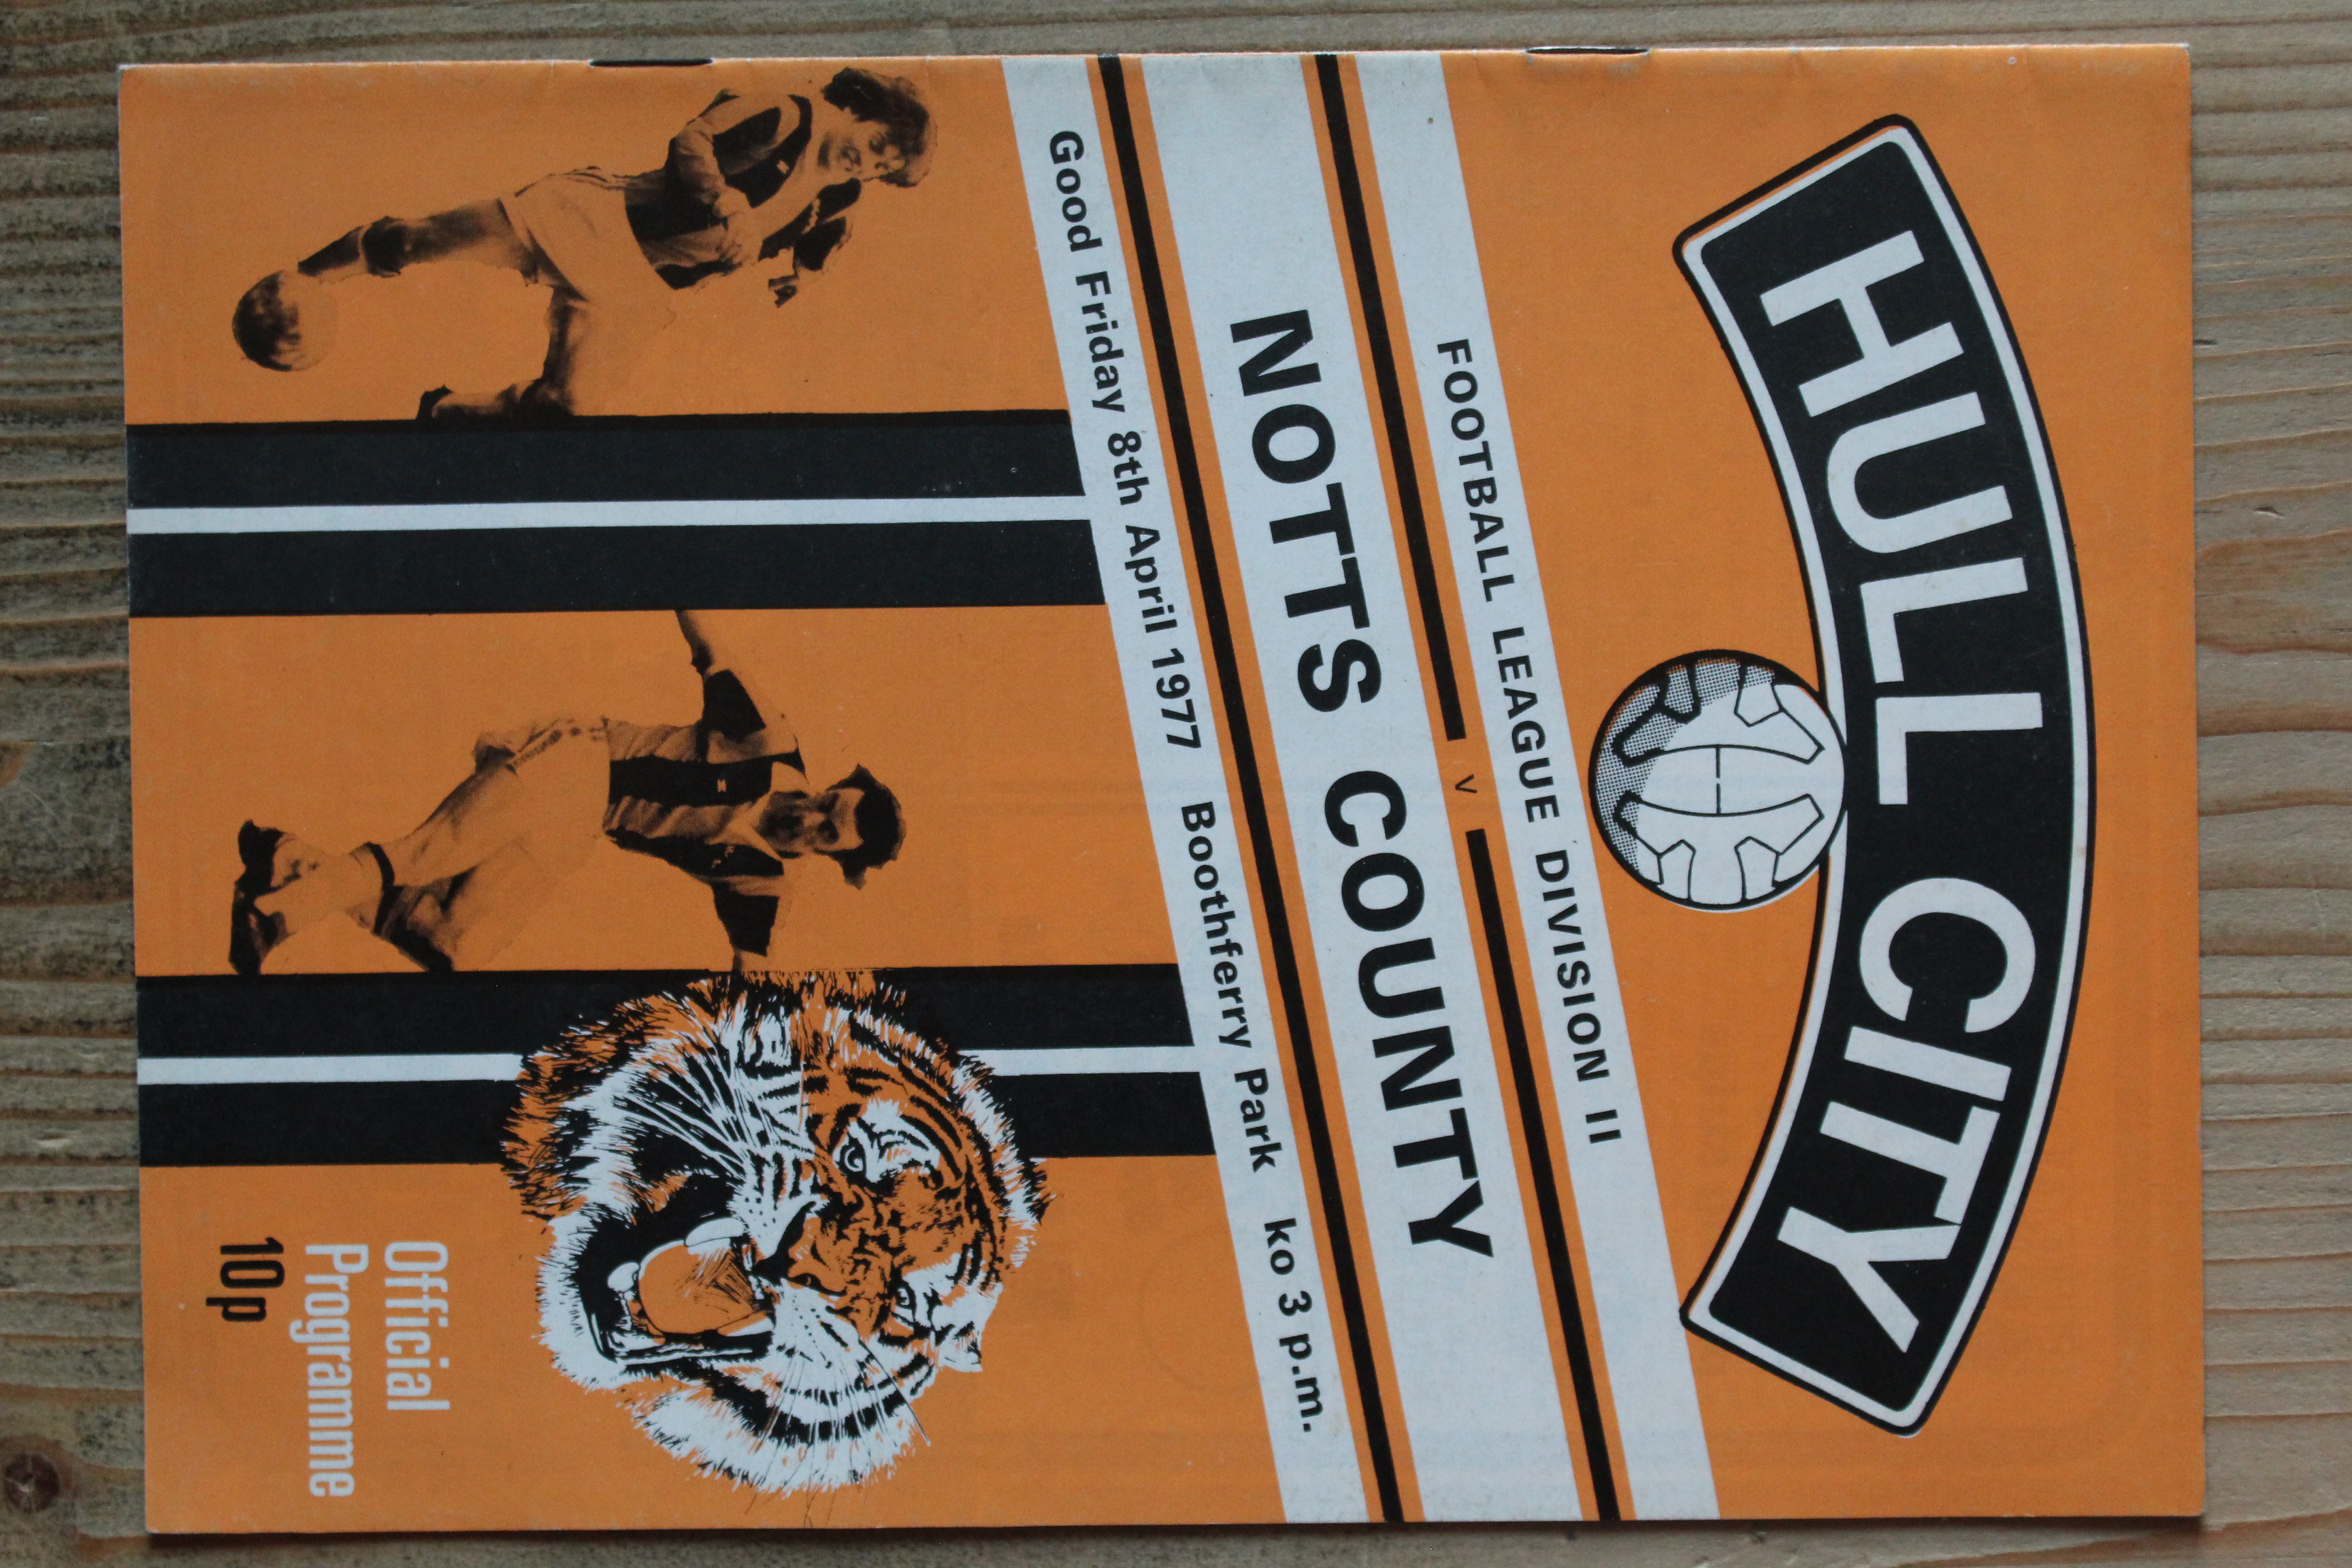 HULL CITY
FOOTBALL LEAGUE DIVISION II
v
NOTTS COUNTY
Good Friday 8th April 1977 Boothferry Park ko 3 p.m.
Official
Programme
10p